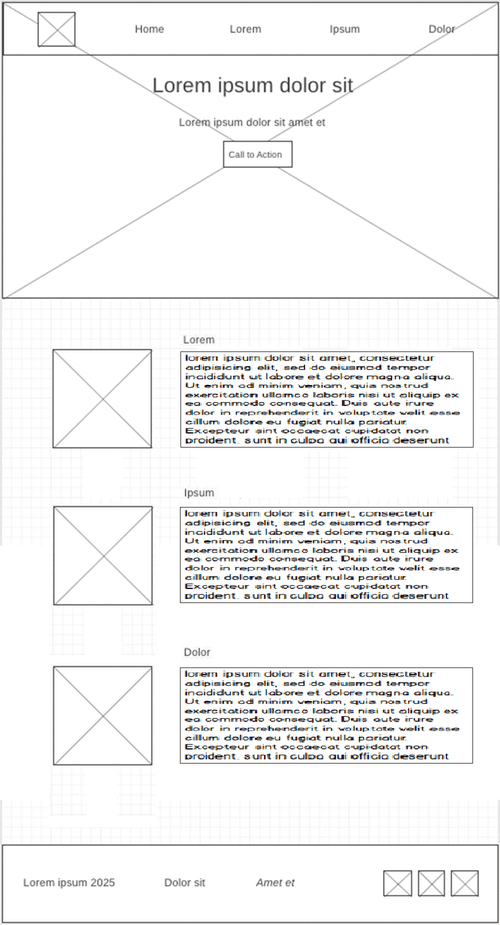 Home Lorem Ipsum Dolor
Lorem ipsum dolor sit
Lorem ipsum dolor sit amet et
Call to Action
Lorem
lorem ipsum dolor sit amet, consectetur
adipisicing elit, sed do eiusmod tempor
incididunt ut labore et dolore magna aliqua.
Ut enim ad minim veniam, quis nostrud
exercitation ullamco laboris nisi ut aliquip ex
ea commodo consequat. Duis aute irure
dolor in reprehenderit in voluptate velit esse
cillum dolore eu fugiat nulla pariatur.
Excepteur sint occaecat cupidatat non
proident, sunt in culpa qui officia deserunt
Ipsum
lorem ipsum dolor sit amet, consectetur
adipisicing elit, sed do eiusmod tempor
incididunt ut labore et dolore magna aliqua.
Ut enim ad minim veniam, quis nostrud
exercitation ullamco laboris nisi ut aliquip ex
ea commodo consequat. Duis aute irure
dolor in reprehenderit in voluptate velit esse
cillum dolore eu fugiat nulla pariatur.
Excepteur sint occaecat cupidatat non
proident, sunt in culpa qui officia deserunt
Dolor
lorem ipsum dolor sit amet, consectetur
adipisicing elit, sed do eiusmod tempor
incididunt ut labore et dolore magna aliqua.
Ut enim ad minim veniam, quis nostrud
exercitation ullamco laboris nisi ut aliquip ex
ea commodo consequat. Duis aute irure
dolor in reprehenderit in voluptate velit esse
cillum dolore eu fugiat nulla pariatur.
Excepteur sint occaecat cupidatat non
proident, sunt in culpa qui officia deserunt
Lorem ipsum 2025 Dolor sit Amet et